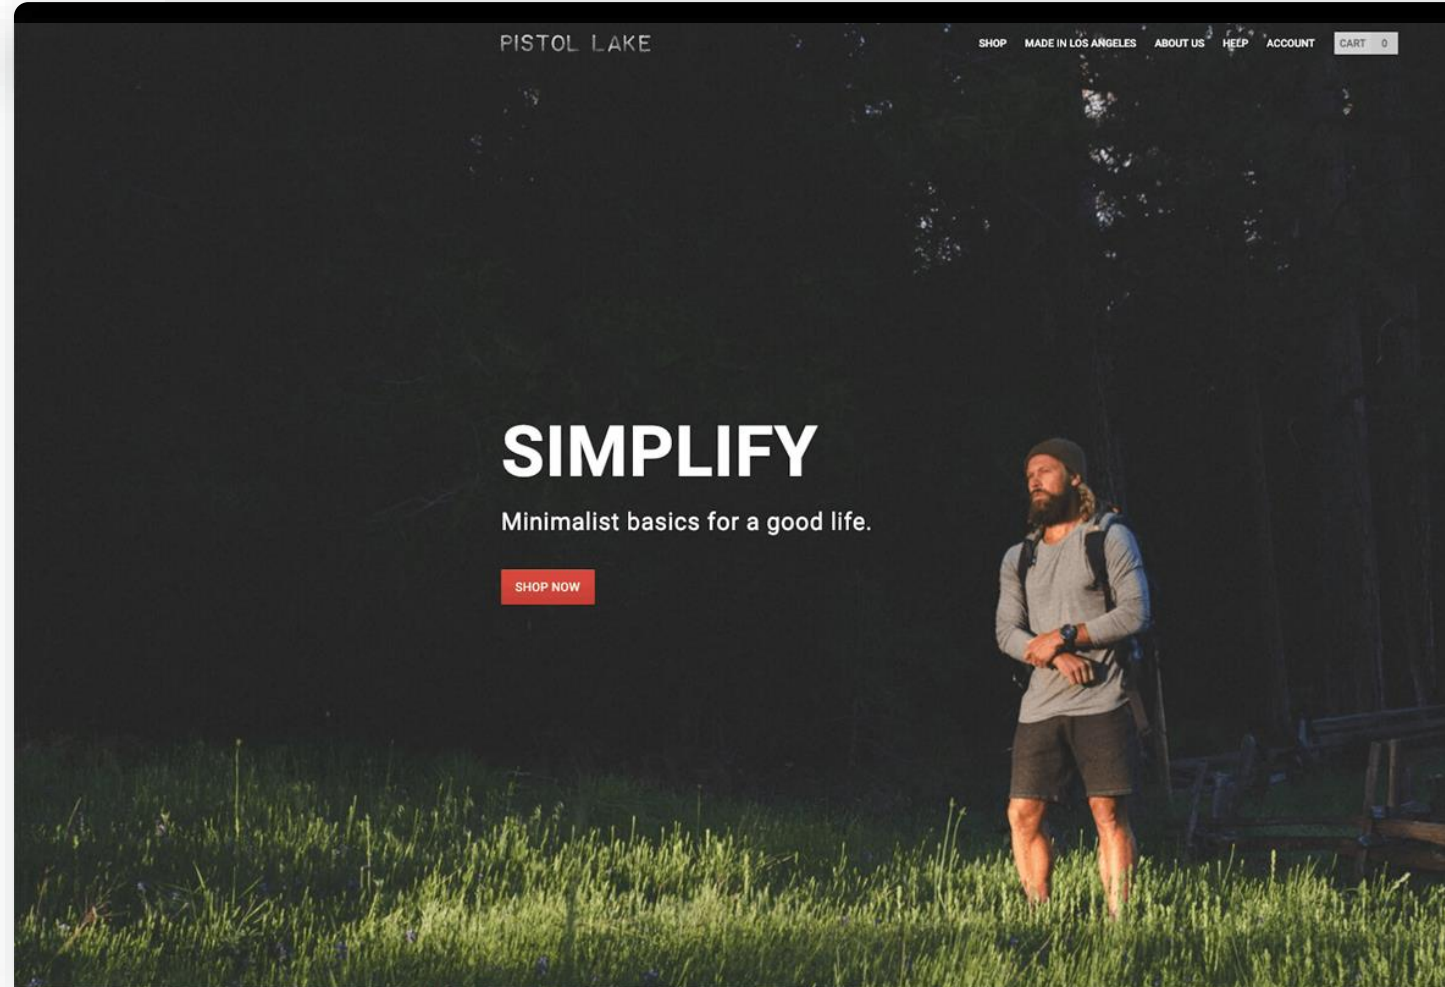 PISTOL LAKE
SHOP MADE IN LOS ANGELES ABOUT US HELP ACCOUNT CART 0
SIMPLIFY
Minimalist basics for a good life.
SHOP NOW